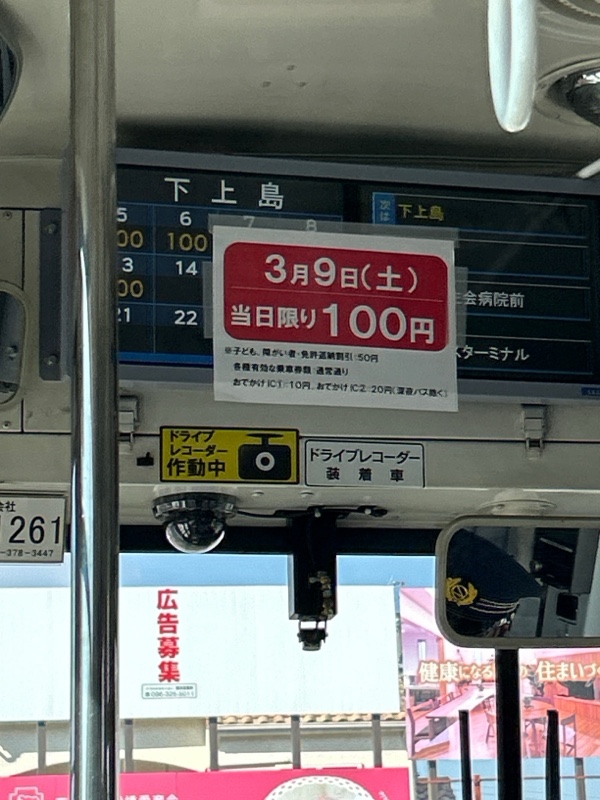 下上島
5 6 7 8
00 100
3 14
00
21 22
次は 下上島
生会病院前
スターミナル
3月9日(土)
当日限り100円
※子ども、障がい者・免許返納割引:50円
各種有効な乗車券類:通常通り
おでかけIC①:10円、おでかけIC②:20円(深夜バス除く)
ドライブ
レコーダー
作動中
ドライブレコーダー
装着車
会社
1261
-378-3447
広告募集
健康になる
住まいづ